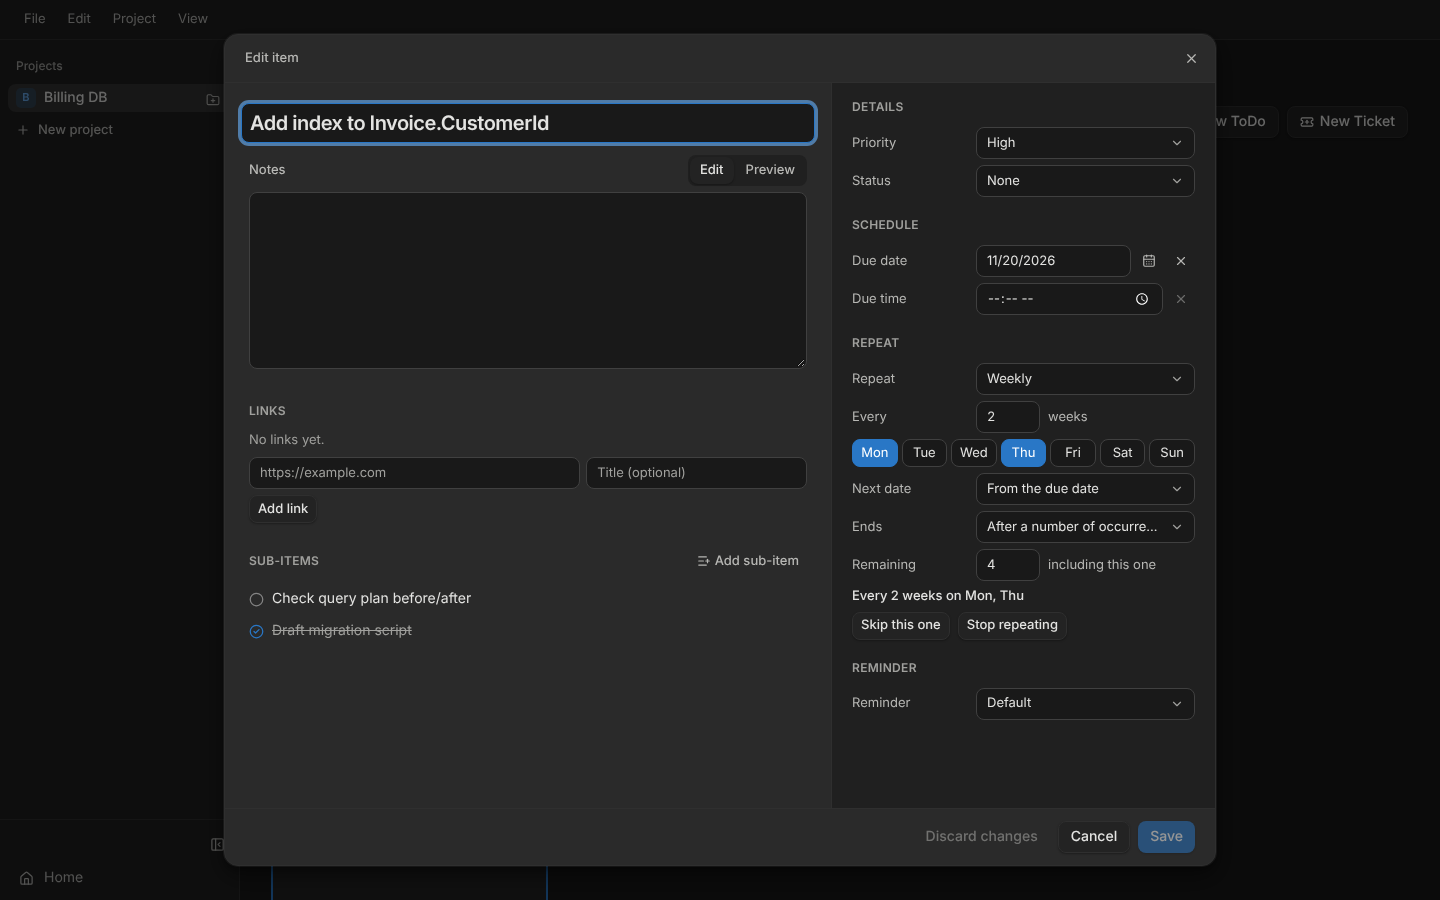 File Edit Project View
Projects
B Billing DB
New project
ToDo
New Ticket
Home
Edit item
Add index to Invoice.CustomerId
Notes
Edit Preview
LINKS
No links yet.
https://example.com
Title (optional)
Add link
SUB-ITEMS
Add sub-item
Check query plan before/after
Draft migration script
DETAILS
Priority High
Status None
SCHEDULE
Due date 11/20/2026
Due time --:-- --
REPEAT
Repeat Weekly
Every 2 weeks
Mon Tue Wed Thu Fri Sat Sun
Next date From the due date
Ends After a number of occurre...
Remaining 4 including this one
Every 2 weeks on Mon, Thu
Skip this one Stop repeating
REMINDER
Reminder Default
Discard changes Cancel Save